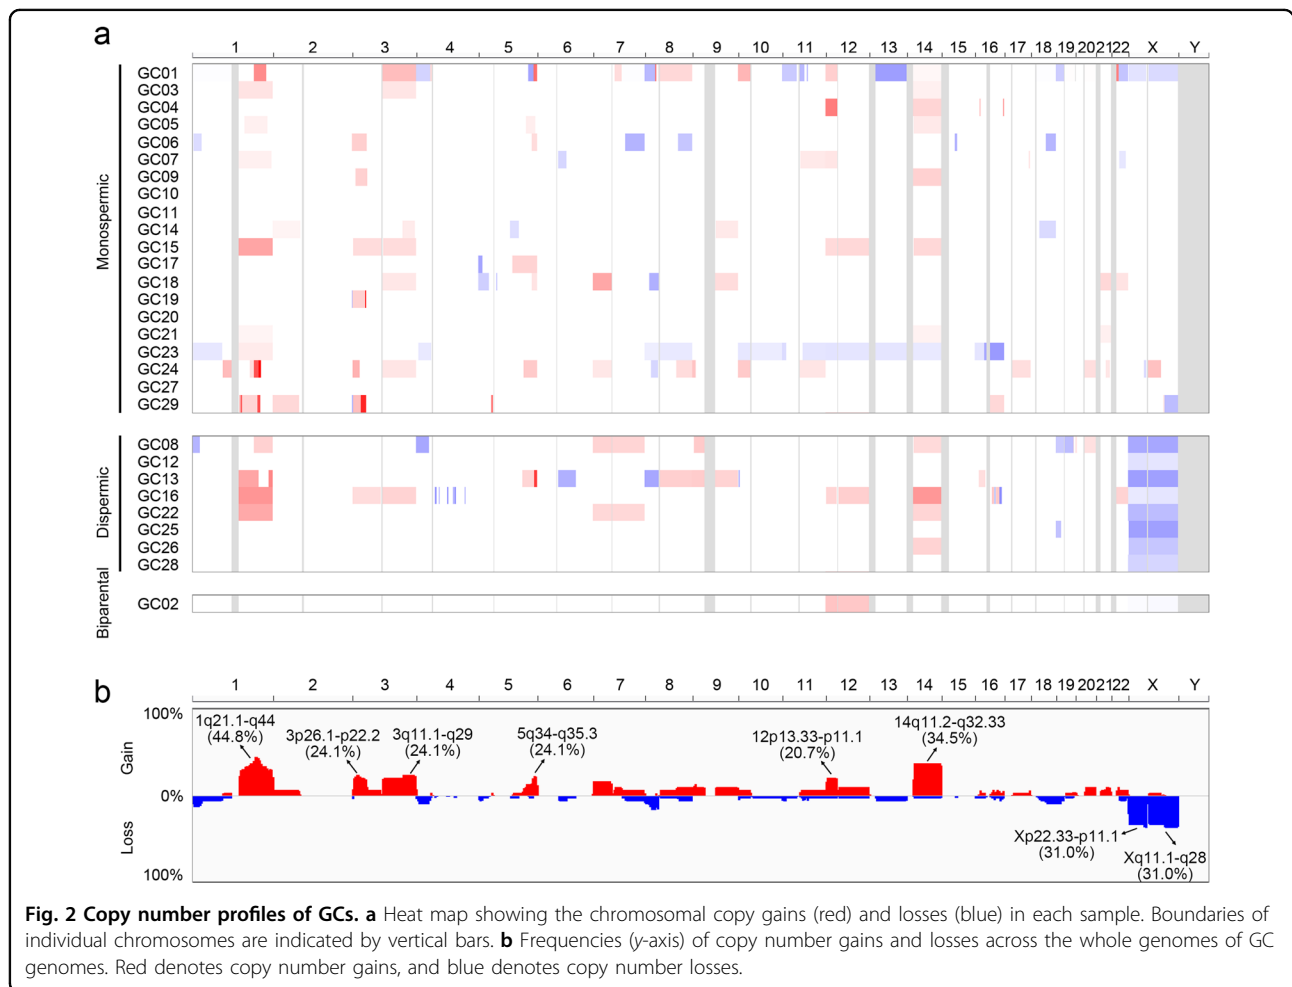 a
1 2 3 4 5 6 7 8 9 10 11 12 13 14 15 16 17 18 19 20 21 22 X Y
Monospermic
GC01
GC03
GC04
GC05
GC06
GC07
GC09
GC10
GC11
GC14
GC15
GC17
GC18
GC19
GC20
GC21
GC23
GC24
GC27
GC29
Dispermic
GC08
GC12
GC13
GC16
GC22
GC25
GC26
GC28
Biparental
GC02
b
1 2 3 4 5 6 7 8 9 10 11 12 13 14 15 16 17 18 19 20 21 22 X Y
100%
Gain
0%
Loss
100%
1q21.1-q44
(44.8%)
3p26.1-p22.2
(24.1%)
3q11.1-q29
(24.1%)
5q34-q35.3
(24.1%)
12p13.33-p11.1
(20.7%)
14q11.2-q32.33
(34.5%)
Xp22.33-p11.1
(31.0%)
Xq11.1-q28
(31.0%)
Fig. 2 Copy number profiles of GCs. a Heat map showing the chromosomal copy gains (red) and losses (blue) in each sample. Boundaries of
individual chromosomes are indicated by vertical bars. b Frequencies (y-axis) of copy number gains and losses across the whole genomes of GC
genomes. Red denotes copy number gains, and blue denotes copy number losses.